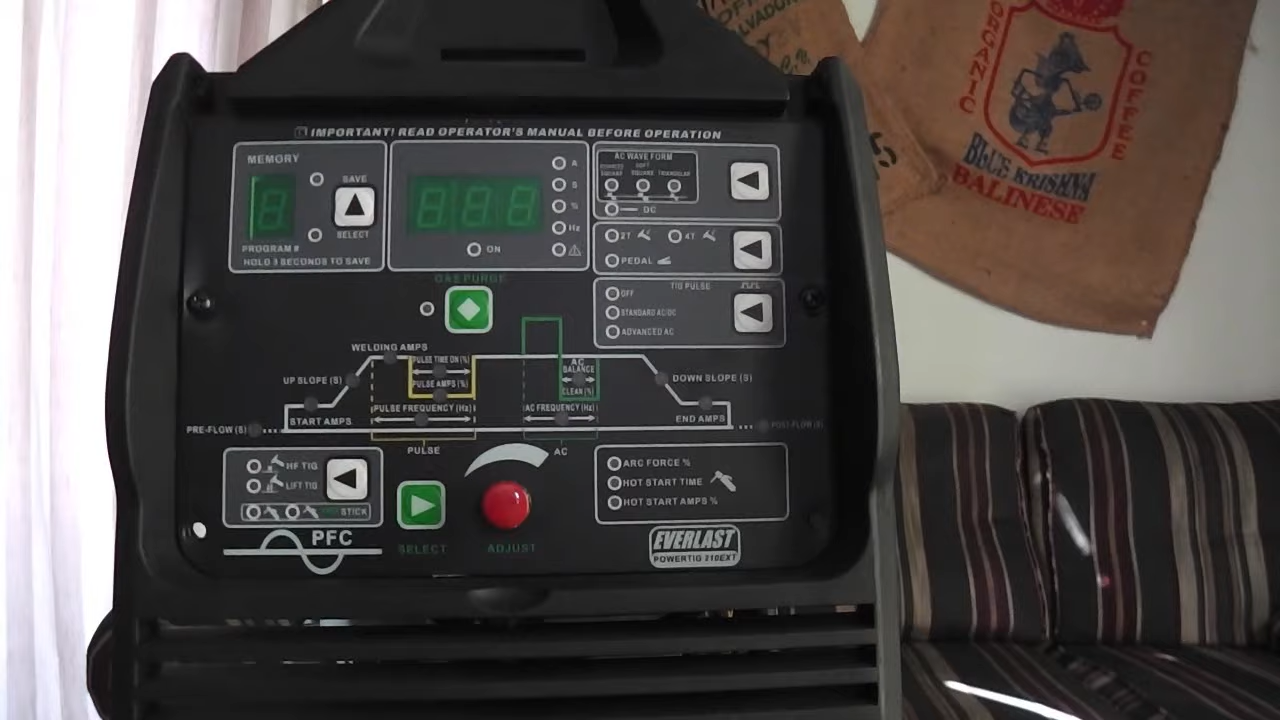 IMPORTANT! READ OPERATOR'S MANUAL BEFORE OPERATION
MEMORY
SAVE
SELECT
PROGRAM #
HOLD 3 SECONDS TO SAVE
A
S
%
Hz
ON
AC WAVE FORM
ADVANCED SQUARE
SOFT SQUARE
TRIANGULAR
DC
2T
4T
PEDAL
TIG PULSE
OFF
STANDARD AC/DC
ADVANCED AC
GAS PURGE
WELDING AMPS
PULSE TIME ON (%)
PULSE AMPS (%)
AC BALANCE
CLEAN (%)
UP SLOPE (S)
DOWN SLOPE (S)
START AMPS
PULSE FREQUENCY (Hz)
AC FREQUENCY (Hz)
END AMPS
PRE-FLOW (S)
POST-FLOW (S)
PULSE
AC
HF TIG
LIFT TIG
STICK
PFC
SELECT
ADJUST
ARC FORCE %
HOT START TIME
HOT START AMPS %
EVERLAST
POWERTIG 210EXT
ORGANIC
COFFEE
BLUE KRISHNA
BALINESE